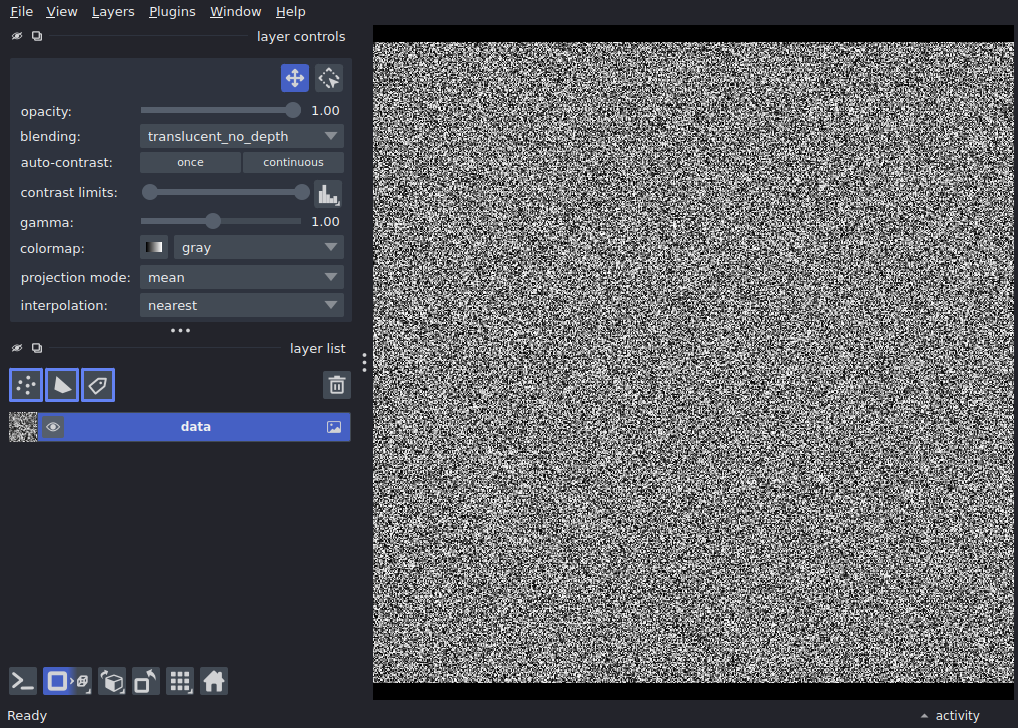 File View Layers Plugins Window Help
layer controls
opacity: 1.00
blending: translucent_no_depth
auto-contrast: once continuous
contrast limits:
gamma: 1.00
colormap: gray
projection mode: mean
interpolation: nearest
layer list
data
Ready activity